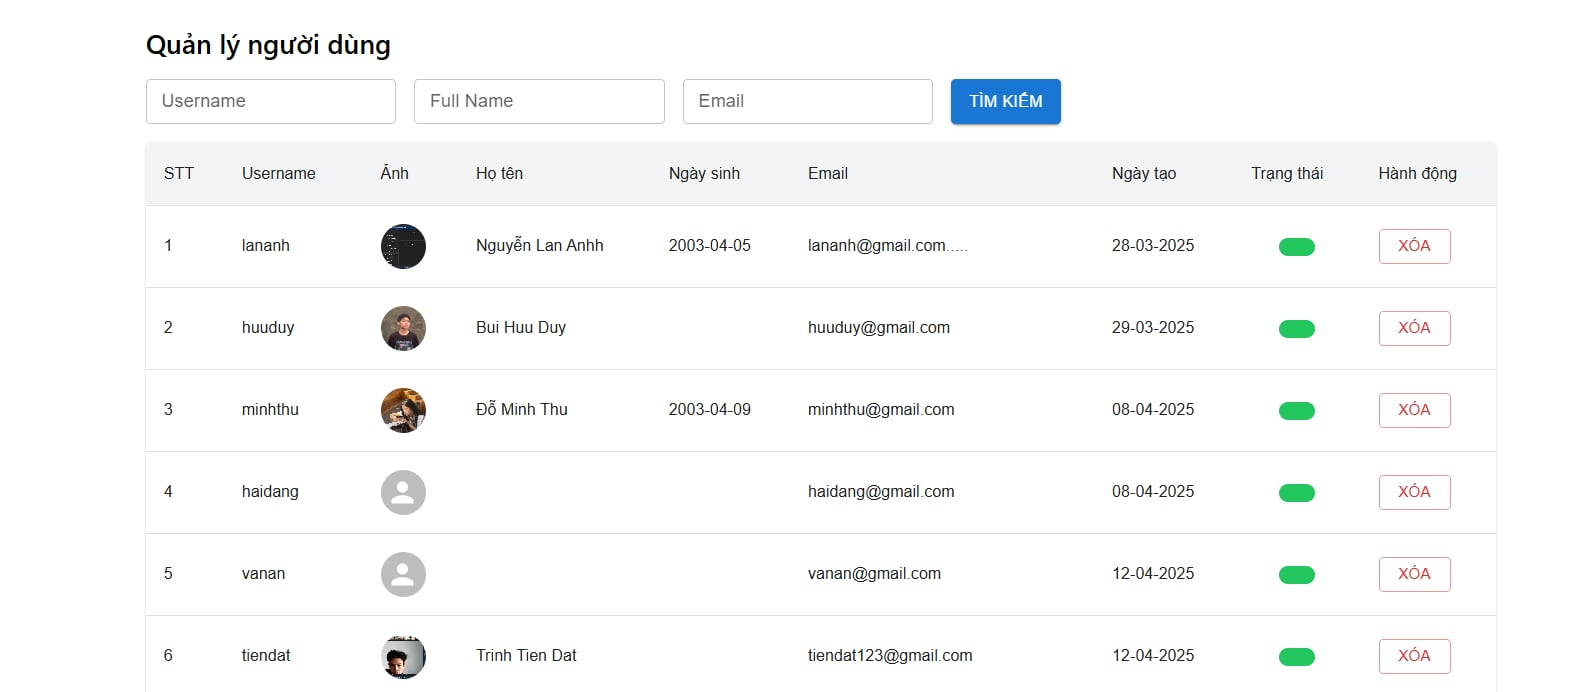 Quản lý người dùng
Username Full Name Email TÌM KIẾM
STT Username Ảnh Họ tên Ngày sinh Email Ngày tạo Trạng thái Hành động
1 lananh Nguyễn Lan Anhh 2003-04-05 lananh@gmail.com..... 28-03-2025 XÓA
2 huuduy Bui Huu Duy huuduy@gmail.com 29-03-2025 XÓA
3 minhthu Đỗ Minh Thu 2003-04-09 minhthu@gmail.com 08-04-2025 XÓA
4 haidang haidang@gmail.com 08-04-2025 XÓA
5 vanan vanan@gmail.com 12-04-2025 XÓA
6 tiendat Trinh Tien Dat tiendat123@gmail.com 12-04-2025 XÓA